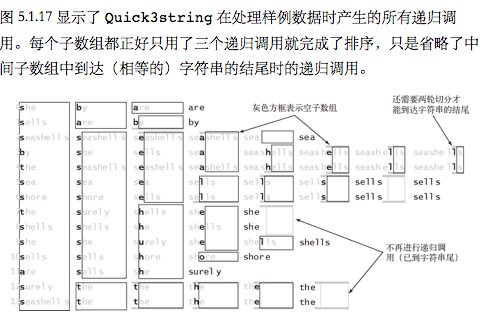 图 5.1.17 显示了 Quick3string 在处理样例数据时产生的所有递归调
用。每个子数组都正好只用了三个递归调用就完成了排序，只是省略了中
间子数组中到达（相等的）字符串的结尾时的递归调用。
灰色方框表示空子数组
还需要两轮切分才
能到达字符串的结尾
0 she by are are
1 sells are by by
2 seashells seashells seashells seashells sea sea
3 by she sells seashells seashells seashells seashells
the seashells seashells seashells seashells seashells seashells
sea sea sea sells sells sells sells sells
shore shore sells sells sells sells sells sells
the surely shells she she
shells shells she shells she
she she surely she shells shells
sells sells shore shore shore
are sells she surely
surely the the the the the the
13 seashells the the the the the the
不再进行递归调
用（已到字符串尾）